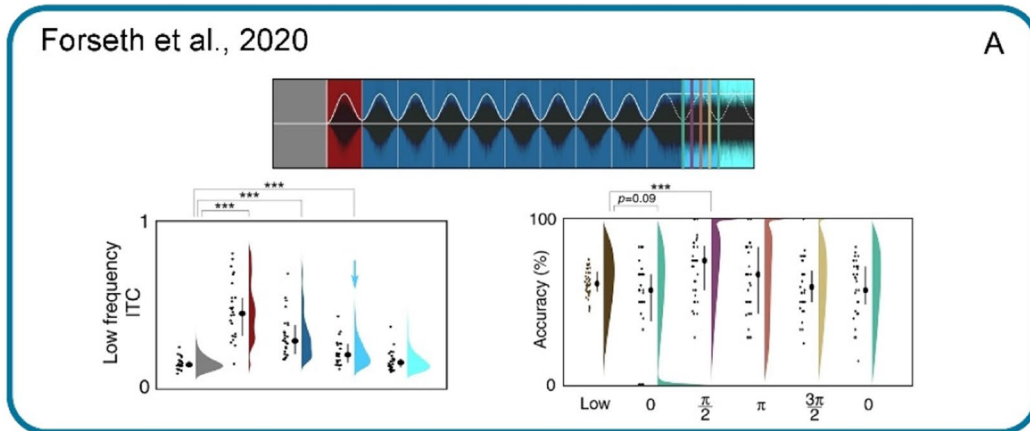 Forseth et al., 2020
A
***
***
***
1
Low frequency
ITC
0
***
p=0.09
100
Accuracy (%)
0
Low 0 π/2 π 3π/2 0